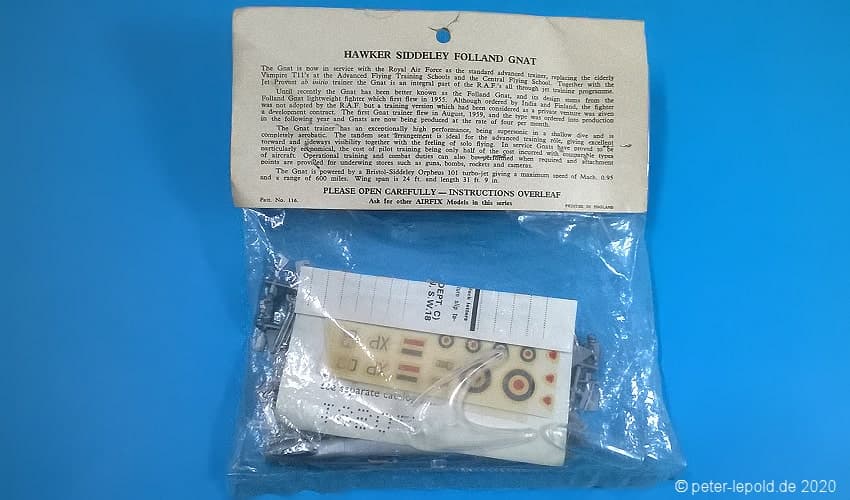 HAWKER SIDDELEY FOLLAND GNAT
The Gnat is now in service with the Royal Air Force as the standard advanced trainer, replacing the elderly
Vampire T11's at the Advanced Flying Training Schools and the Central Flying School. Together with the
Jet Provost ab initio trainer the Gnat is an integral part of the R.A.F.'s all through jet training programme.
Until recently the Gnat has been better known as the Folland Gnat, and its design stems from the
Folland Gnat lightweight fighter which first flew in 1955. Although ordered by India and Finland, the fighter
was not adopted by the R.A.F. but a training version which had been considered as a private venture was given
a development contract. The first Gnat trainer flew in August, 1959, and the type was ordered into production
in the following year and Gnats are now being produced at the rate of four per month.
The Gnat trainer has an exceptionally high performance, being supersonic in a shallow dive and is
completely aerobatic. The tandem seat arrangement is ideal for the advanced training role, giving excellent
forward and sideways visibility together with the feeling of solo flying. In service Gnats have proved to be
particularly economical, the cost of pilot training being only half of the cost incurred with comparable types
of aircraft. Operational training and combat duties can also be performed when required and attachment
points are provided for underwing stores such as guns, bombs, rockets and cameras.
The Gnat is powered by a Bristol-Siddeley Orpheus 101 turbo-jet giving a maximum speed of Mach. 0.95
and a range of 600 miles. Wing span is 24 ft. and length 31 ft. 9 in.
PLEASE OPEN CAREFULLY — INSTRUCTIONS OVERLEAF
Patt. No. 116.
Ask for other AIRFIX Models in this series
PRINTED IN ENGLAND
DEPT. C)
S.W.18
XP
XP
separate
© peter-lepold.de 2020